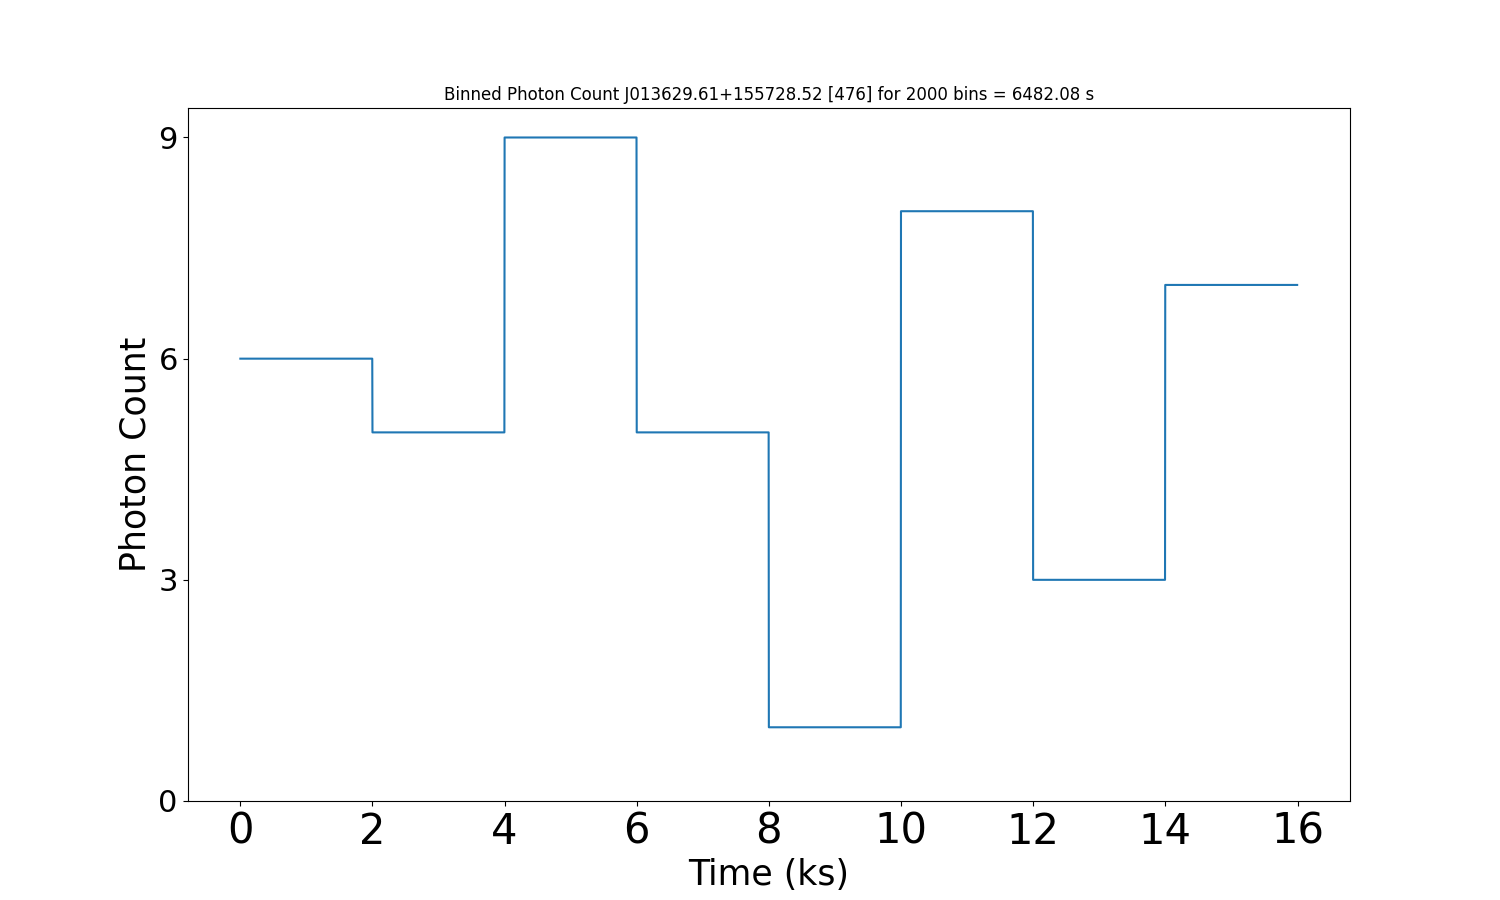 Binned Photon Count J013629.61+155728.52 [476] for 2000 bins = 6482.08 s
9
6
3
0
Photon Count
0 2 4 6 8 10 12 14 16
Time (ks)